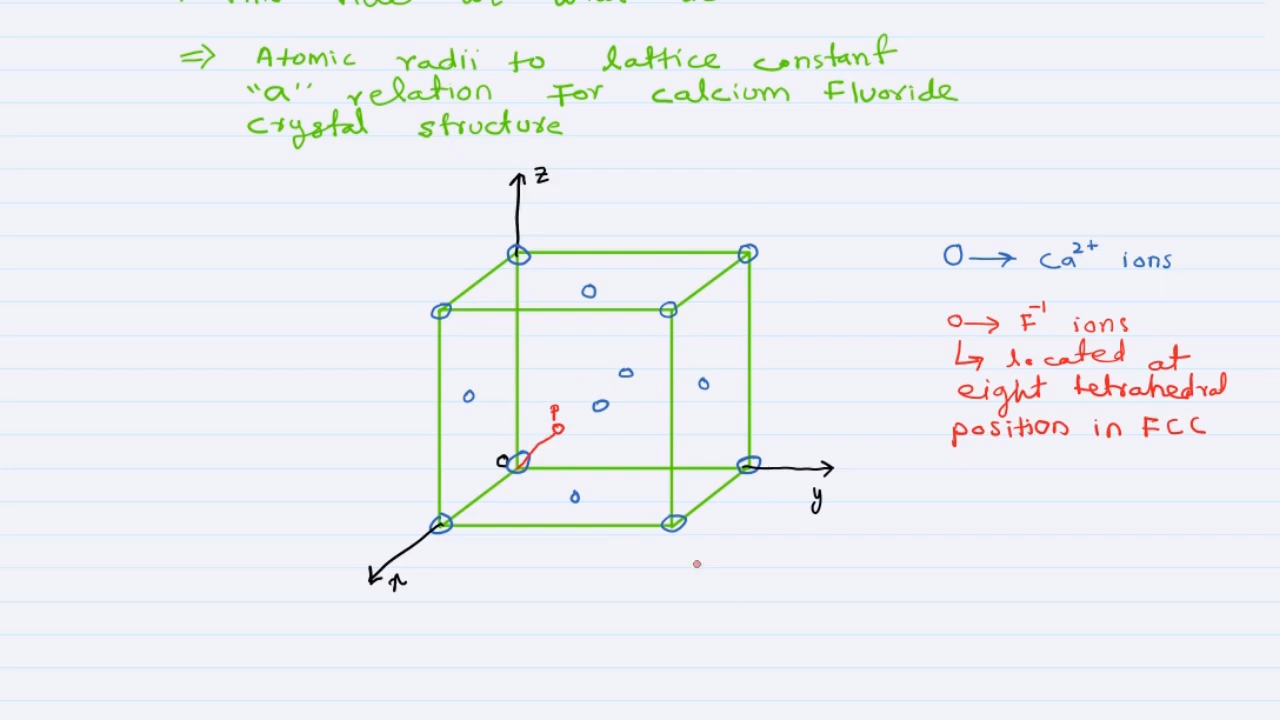 ⇒ Atomic radii to lattice constant
"a" relation For calcium Fluoride
crystal structure
z
O → Ca²⁺ ions
o → F⁻¹ ions
↳ located at
eight tetrahedral
position in FCC
P
O
y
x